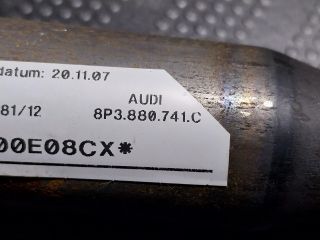 datum: 20.11.07
AUDI
81/12 8P3.880.741.C
00E08CX*